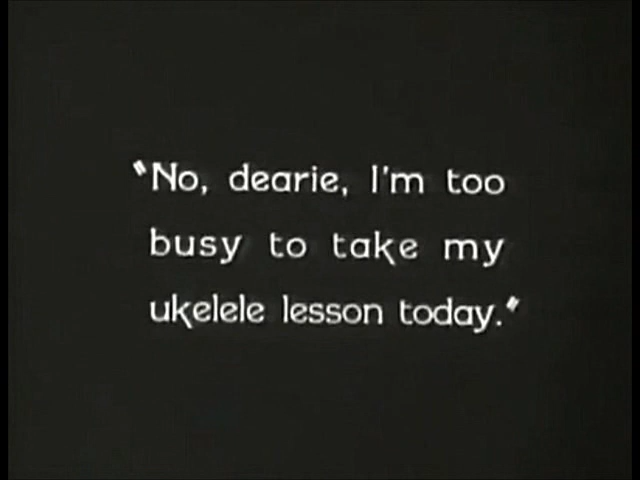 "No, dearie, I'm too
busy to take my
ukelele lesson today."